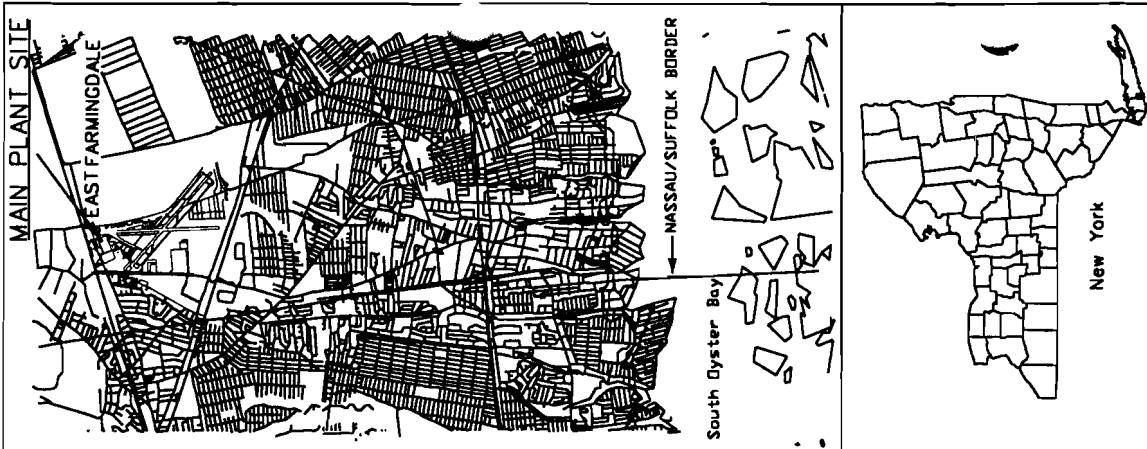 MAIN PLANT SITE
EAST FARMINGDALE
NASSAU/SUFFOLK BORDER
South Oyster Bay
New York